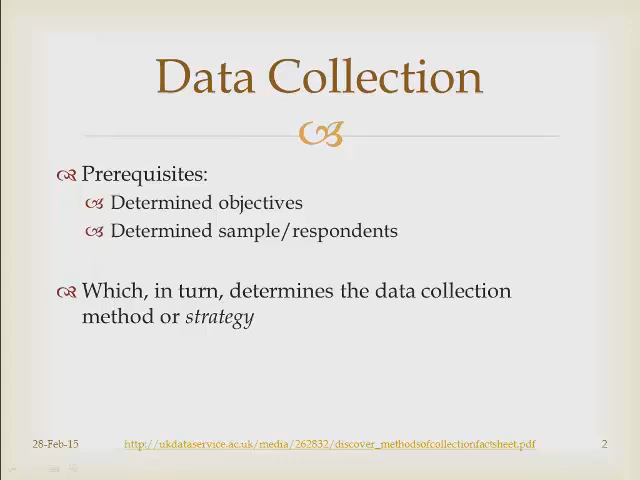 Data Collection
Prerequisites:
Determined objectives
Determined sample/respondents
Which, in turn, determines the data collection
method or strategy
28-Feb-15
http://ukdataservice.ac.uk/media/262832/discover_methodsofcollectionfactsheet.pdf
2